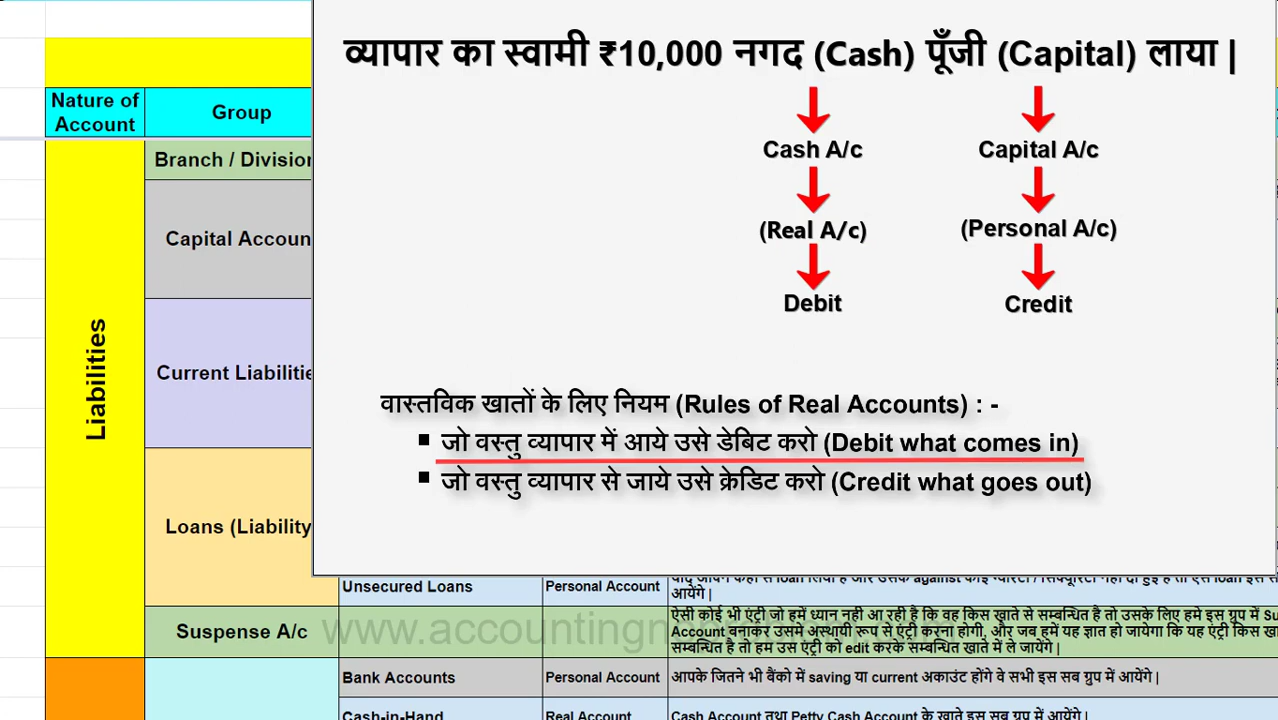 व्यापार का स्वामी ₹10,000 नगद (Cash) पूँजी (Capital) लाया |
Cash A/c
Capital A/c
(Real A/c)
(Personal A/c)
Debit
Credit
वास्तविक खातों के लिए नियम (Rules of Real Accounts) : -
▪ जो वस्तु व्यापार में आये उसे डेबिट करो (Debit what comes in)
▪ जो वस्तु व्यापार से जाये उसे क्रेडिट करो (Credit what goes out)
Nature of
Account
Group
Liabilities
Branch / Division
Capital Accoun
Current Liabilitie
Loans (Liability
Unsecured Loans
Personal Account
आयेंगे |
Suspense A/c
ऐसी कोई भी एंट्री जो हमें ध्यान नही आ रही है कि वह किस खाते से सम्बन्धित है तो उसके लिए हमे इस ग्रुप में Su
Account बनाकर उसमे अस्थायी रूप से एंट्री करना होगी, और जब हमें यह ज्ञात हो जायेगा कि यह एंट्री किस खा
सम्बन्धित है तो हम उस एंट्री को edit करके सम्बन्धित खाते में ले जायेंगे |
Bank Accounts
Personal Account
आपके जितने भी बैंको में saving या current अकाउंट होंगे वे सभी इस सब ग्रुप में आयेंगे |
Cash-in-Hand
Real Account
Cash Account तथा Petty Cash Account के खाते इस सब ग्रुप में आयेंगे |